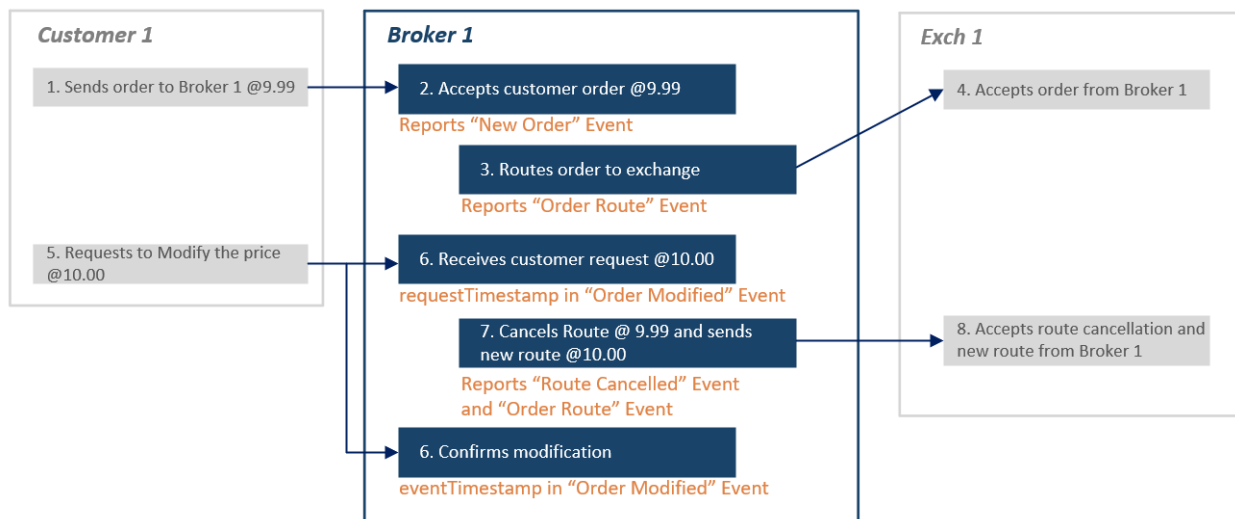 Customer 1
1. Sends order to Broker 1 @9.99
5. Requests to Modify the price
@10.00
Broker 1
2. Accepts customer order @9.99
Reports “New Order” Event
3. Routes order to exchange
Reports “Order Route” Event
6. Receives customer request @10.00
requestTimestamp in “Order Modified” Event
7. Cancels Route @ 9.99 and sends
new route @10.00
Reports “Route Cancelled” Event
and “Order Route” Event
6. Confirms modification
eventTimestamp in “Order Modified” Event
Exch 1
4. Accepts order from Broker 1
8. Accepts route cancellation and
new route from Broker 1